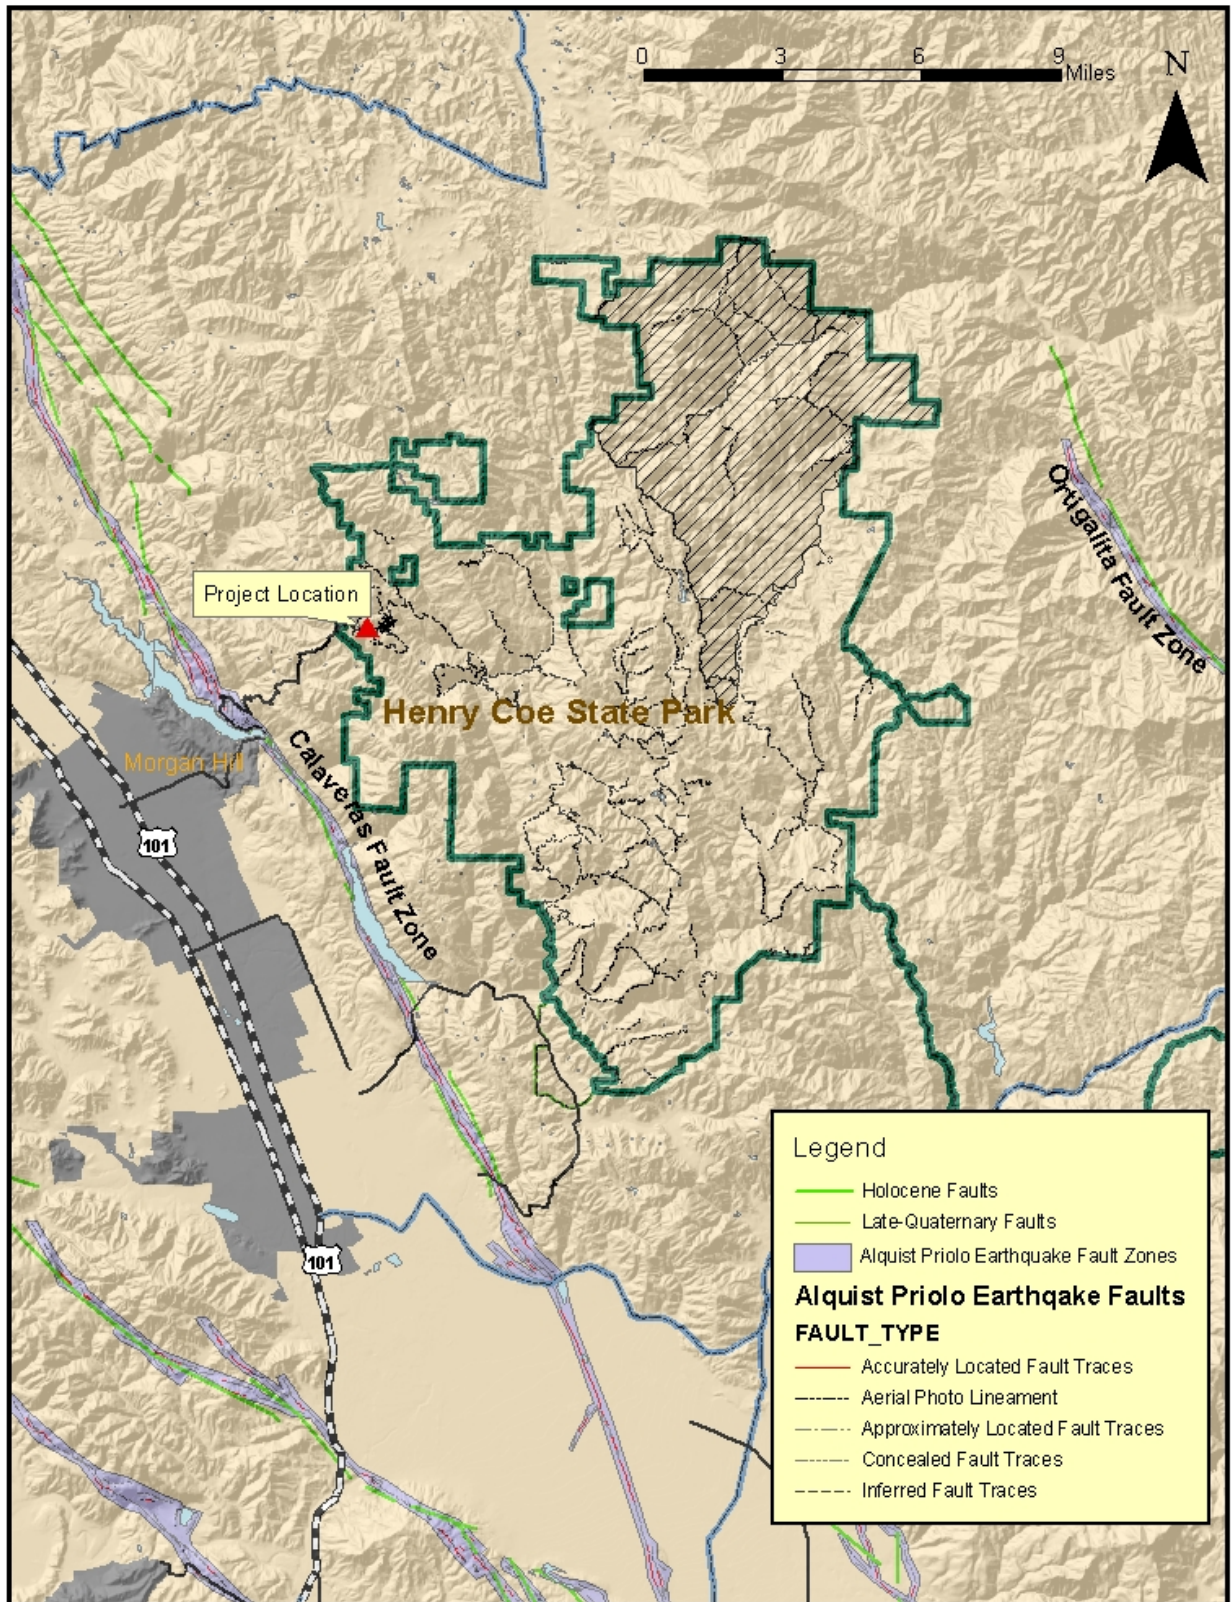 0 3 6 9
Miles
N
Ortigalita Fault Zone
Project Location
Henry Coe State Park
Morgan Hill
Calaveras Fault Zone
101
101
Legend
Holocene Faults
Late-Quaternary Faults
Alquist Priolo Earthquake Fault Zones
Alquist Priolo Earthqake Faults
FAULT_TYPE
Accurately Located Fault Traces
Aerial Photo Lineament
Approximately Located Fault Traces
Concealed Fault Traces
Inferred Fault Traces